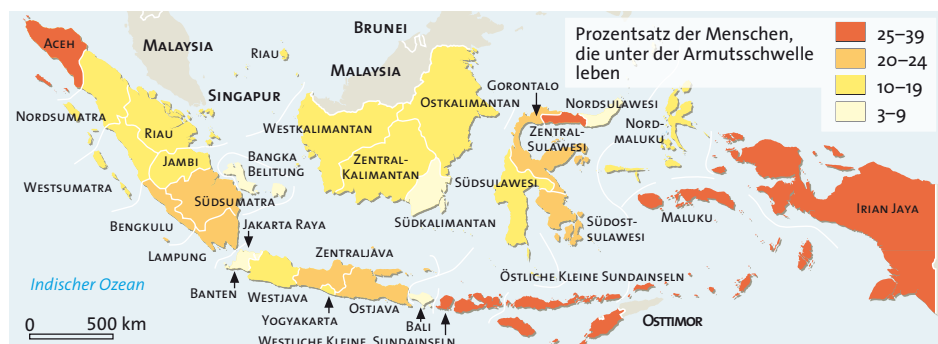 Prozentsatz der Menschen,
die unter der Armutsschwelle
leben
25–39
20–24
10–19
3–9
ACEH
MALAYSIA
BRUNEI
RIAU
MALAYSIA
GORONTALO
SINGAPUR
OSTKALIMANTAN
NORDSULAWESI
NORDSUMATRA
RIAU
WESTKALIMANTAN
ZENTRAL-
SULAWESI
NORD-
MALUKU
JAMBI
BANGKA
BELITUNG
ZENTRAL-
KALIMANTAN
SÜDSULAWESI
WESTSUMATRA
SÜDSUMATRA
SÜDKALIMANTAN
SÜDOST-
SULAWESI
MALUKU
IRIAN JAYA
BENGKULU
JAKARTA RAYA
LAMPUNG
ZENTRALJAVA
Indischer Ozean
BANTEN
WESTJAVA
OSTJAVA
ÖSTLICHE KLEINE SUNDAINSELN
YOGYAKARTA
BALI
OSTTIMOR
WESTLICHE KLEINE SUNDAINSELN
0 500 km